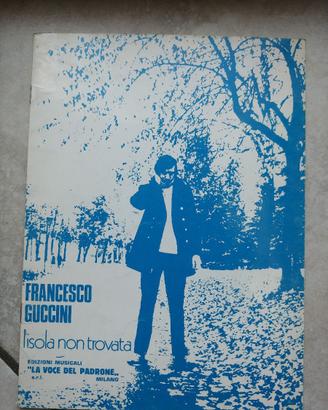 FRANCESCO
GUCCINI
l'isola non trovata
EDIZIONI MUSICALI
"LA VOCE DEL PADRONE„
s.r.l. MILANO